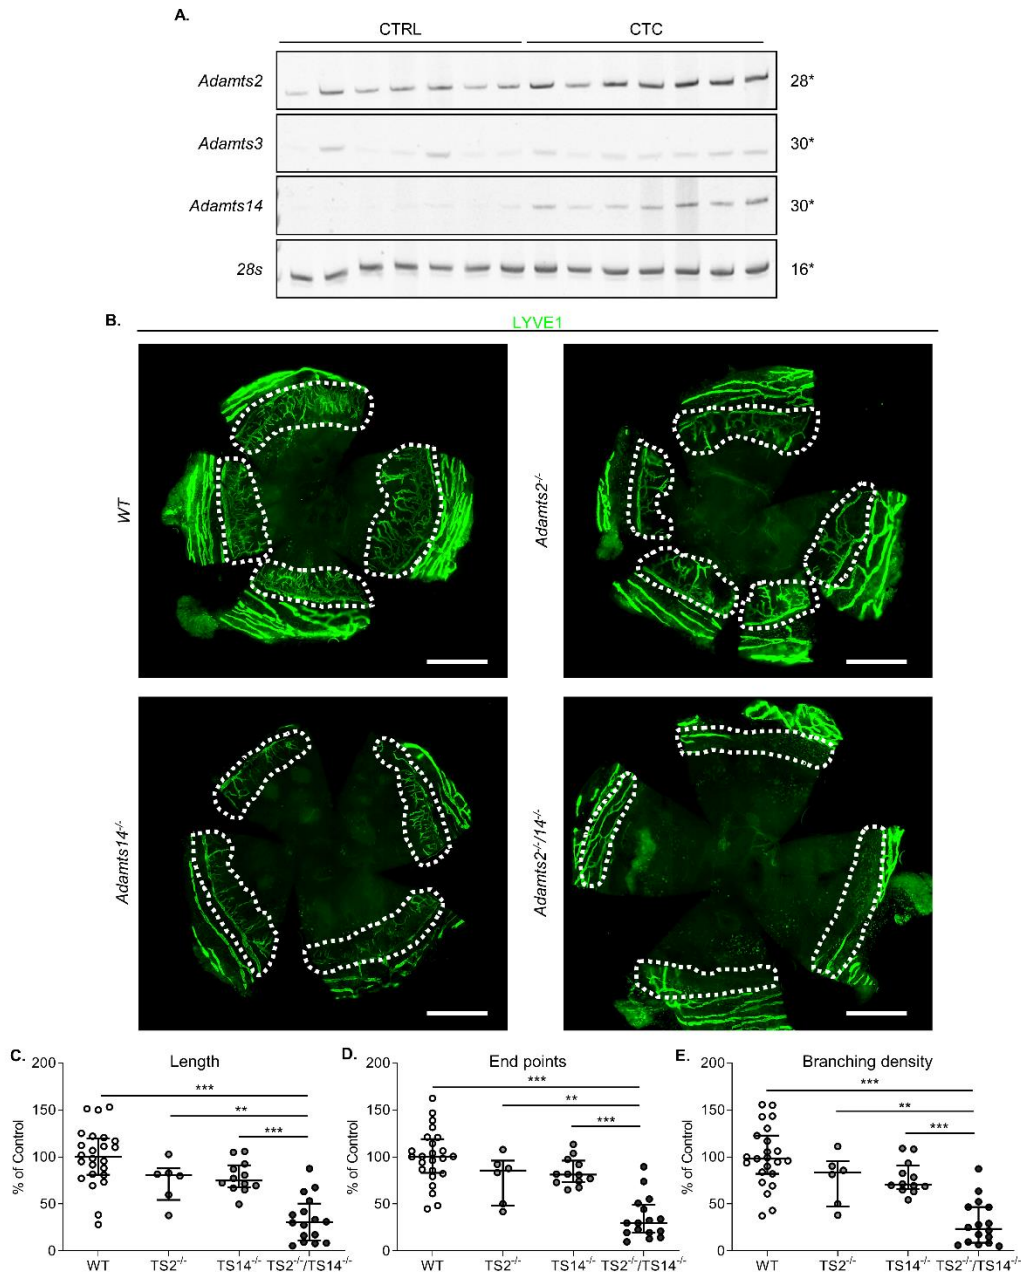 A.
CTRL CTC
Adamts2 28*
Adamts3 30*
Adamts14 30*
28s 16*
B.
LYVE1
WT
Adamts2-/-
Adamts14-/-
Adamts2-/-/14-/-
C. Length
% of Control
200
150
100
50
0
***
**
***
WT TS2-/- TS14-/- TS2-/-/TS14-/-
D. End points
% of Control
200
150
100
50
0
***
**
***
WT TS2-/- TS14-/- TS2-/-/TS14-/-
E. Branching density
% of Control
200
150
100
50
0
***
**
***
WT TS2-/- TS14-/- TS2-/-/TS14-/-